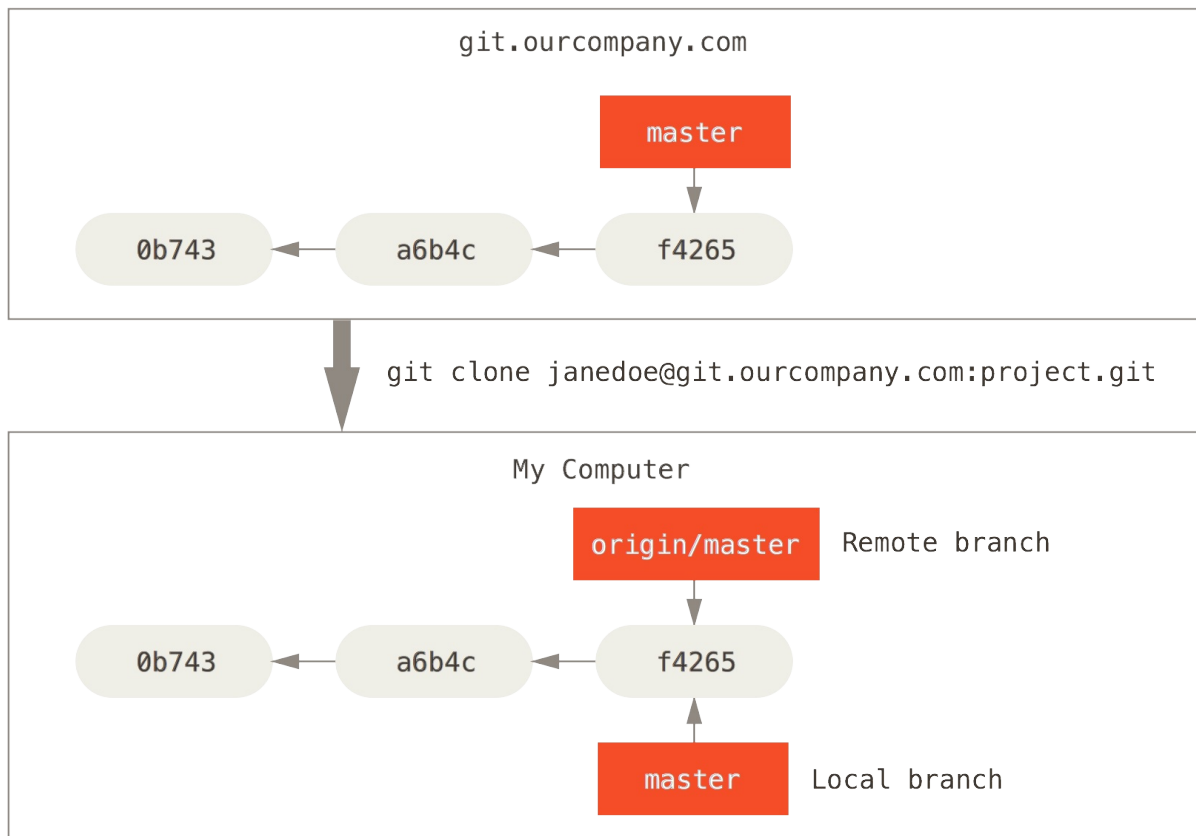 git.ourcompany.com
master
0b743 a6b4c f4265
git clone janedoe@git.ourcompany.com:project.git
My Computer
origin/master Remote branch
0b743 a6b4c f4265
master Local branch